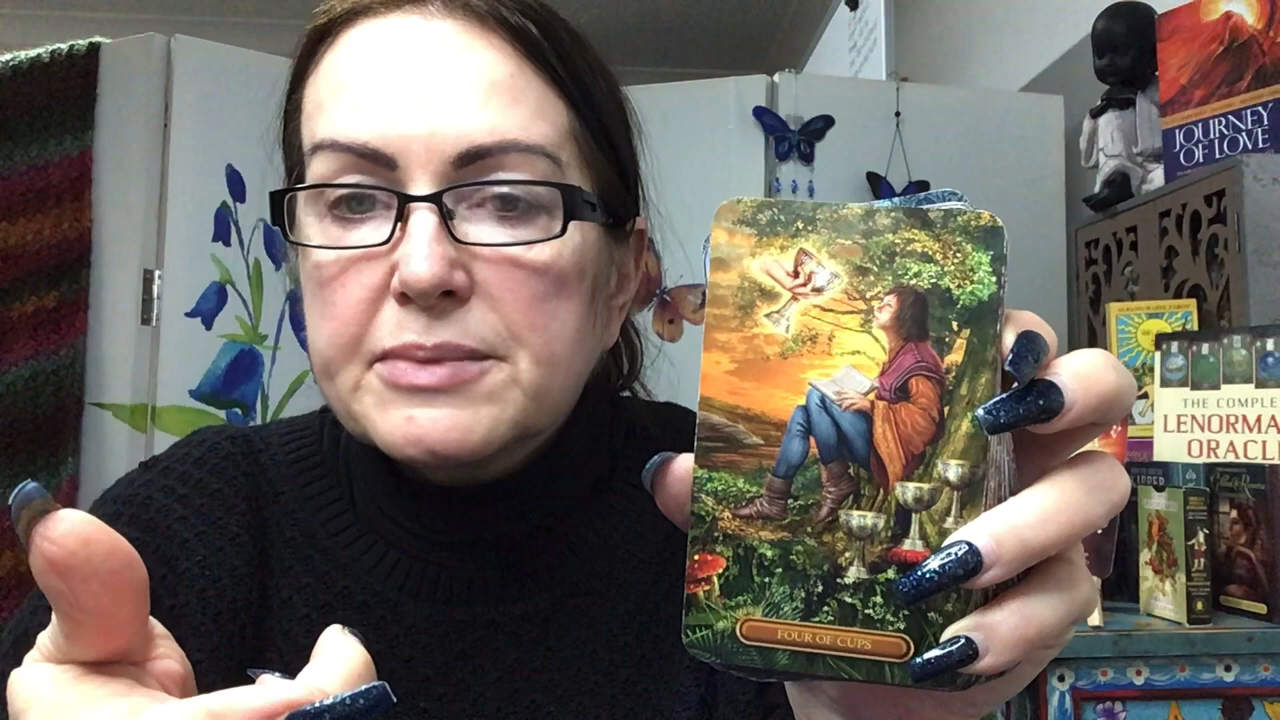 JOURNEY
OF LOVE
THE COMPLE
LENORMA
ORACL
FOUR OF CUPS